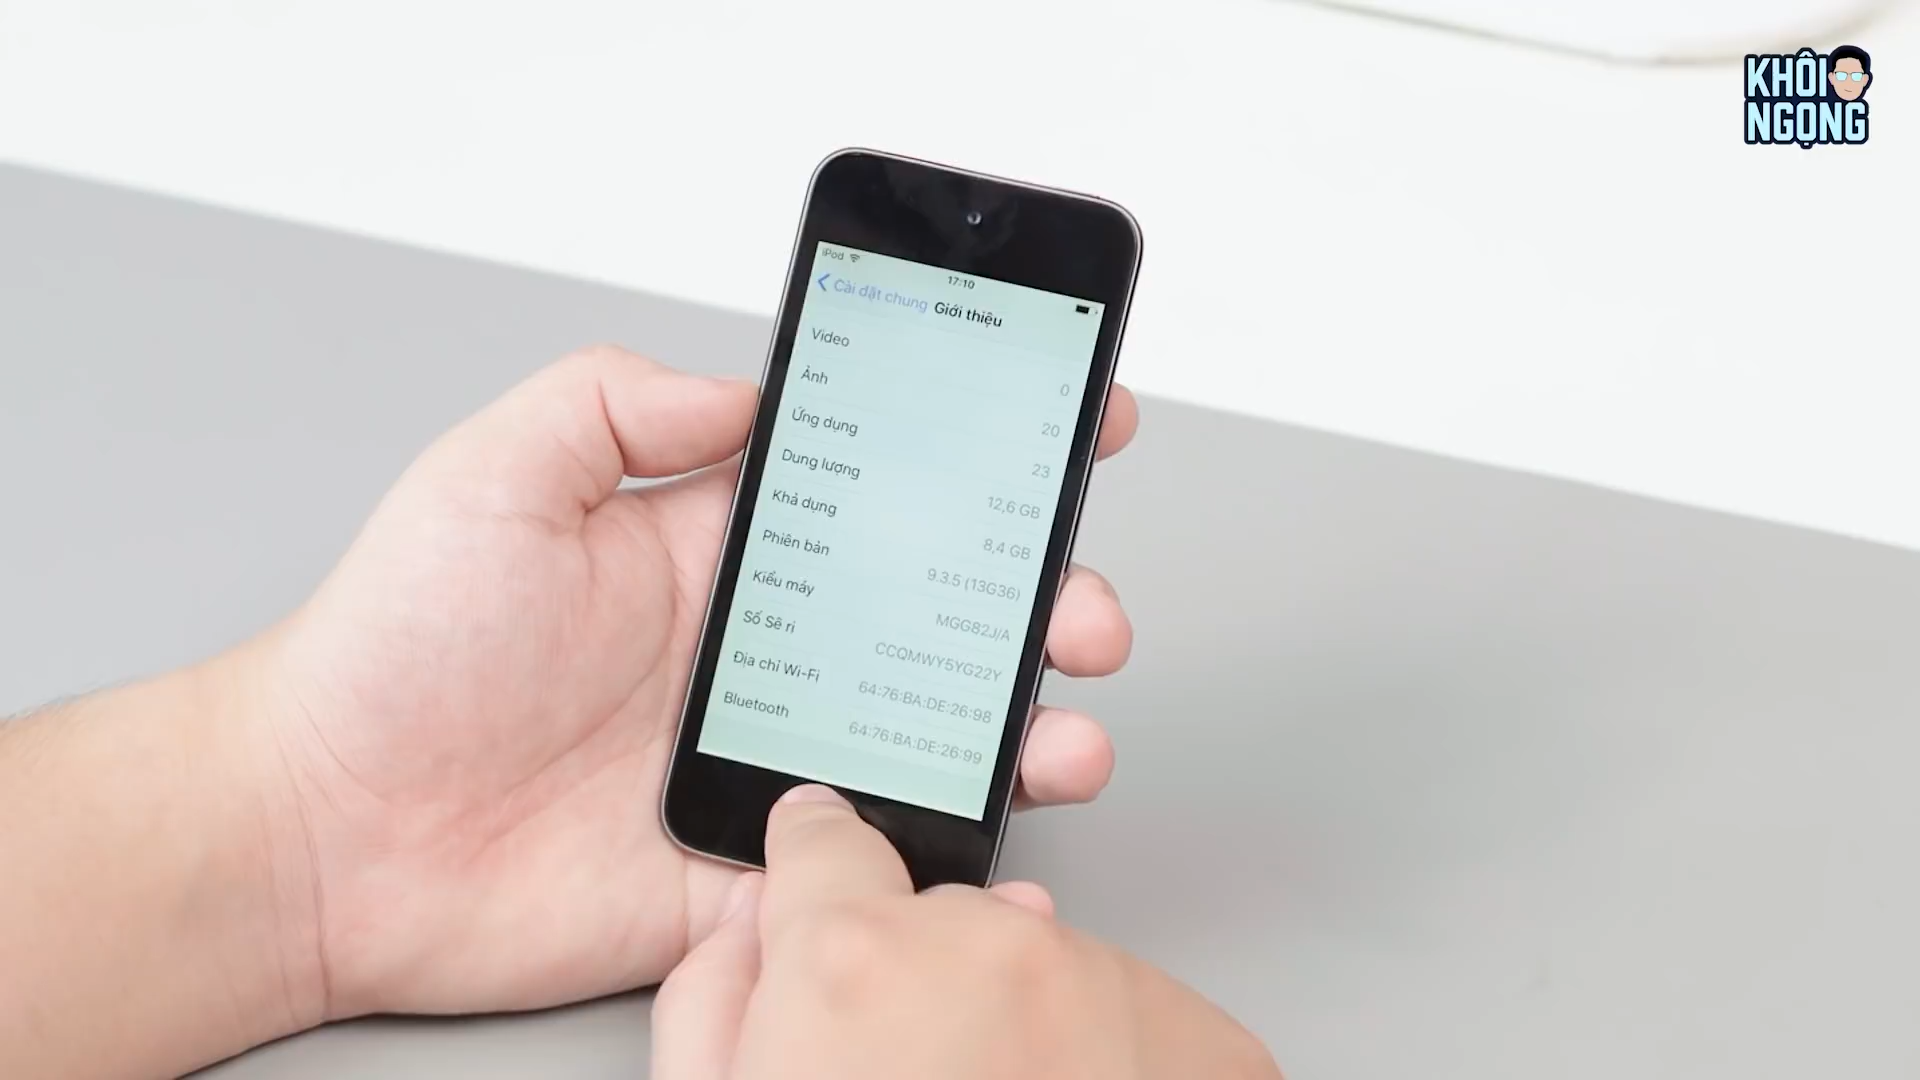 KHÔI
NGỌNG
iPod
17:10
Cài đặt chung Giới thiệu
Video 0
Ảnh 20
Ứng dụng 23
Dung lượng 12,6 GB
Khả dụng 8,4 GB
Phiên bản 9.3.5 (13G36)
Kiểu máy MGG82J/A
Số Sê ri CCQMWY5YG22Y
Địa chỉ Wi-Fi 64:76:BA:DE:26:98
Bluetooth 64:76:BA:DE:26:99